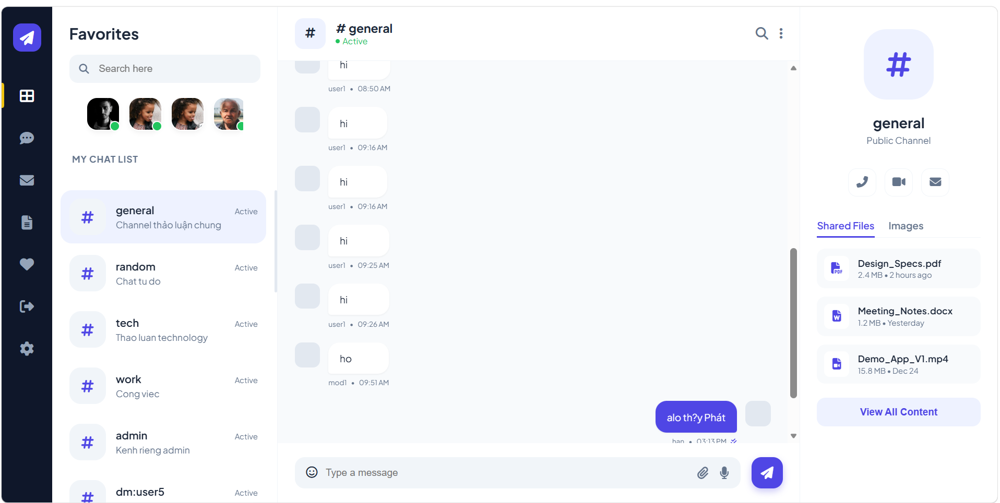 Favorites
Search here
MY CHAT LIST
general
Active
Channel thảo luận chung
random
Active
Chat tu do
tech
Active
Thao luan technology
work
Active
Cong viec
admin
Active
Kenh rieng admin
dm:user5
Active
# general
Active
hi
user1 • 08:50 AM
hi
user1 • 09:16 AM
hi
user1 • 09:16 AM
hi
user1 • 09:25 AM
hi
user1 • 09:26 AM
ho
mod1 • 09:51 AM
alo th?y Phát
han • 03:13 PM
Type a message
general
Public Channel
Shared Files
Images
PDF
Design_Specs.pdf
2.4 MB • 2 hours ago
W
Meeting_Notes.docx
1.2 MB • Yesterday
Demo_App_V1.mp4
15.8 MB • Dec 24
View All Content